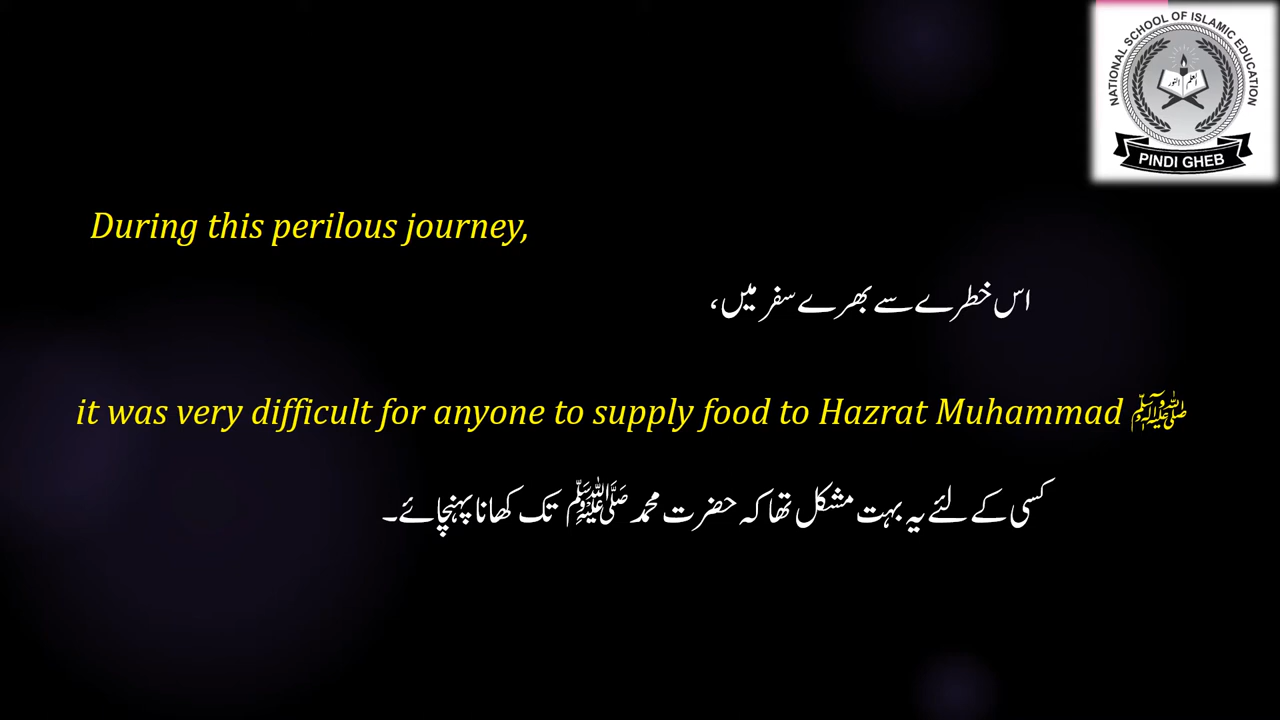 NATIONAL SCHOOL OF ISLAMIC EDUCATION
PINDI GHEB
During this perilous journey,
اس خطرے سے بھرے سفر میں،
it was very difficult for anyone to supply food to Hazrat Muhammad ﷺ
کسی کے لئے یہ بہت مشکل تھا کہ حضرت محمد ﷺ تک کھانا پہنچائے۔